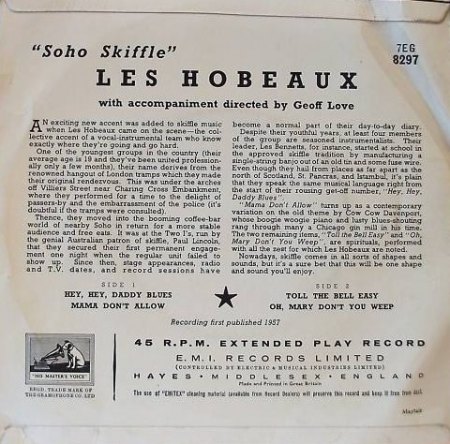 "Soho Skiffle"
7EG
8297
LES HOBEAUX
with accompaniment directed by Geoff Love
AN exciting new accent was added to skiffle music
when Les Hobeaux came on the scene—the col-
lective accent of a vocal-instrumental team who know
exactly where they're going and go hard.
One of the youngest groups in the country (their
average age is 19 and they've been united profession-
ally only a few months), their name derives from the
renowned hangout of London tramps which they made
their original rendezvous. This was under the arches
off Villiers Street near Charing Cross Embankment,
where they performed for a time to the delight of
passers-by and the embarrassment of the police (it's
doubtful if the tramps were consulted).
Thence, they moved into the booming coffee-bar
world of nearby Soho in return for a more stable
audience and free eats. It was at the Two I's, run by
the genial Australian patron of skiffle, Paul Lincoln,
that they secured their first permanent engage-
ment one night when the regular unit failed to
show up. Since then, stage appearances, radio
and T.V. dates, and record sessions have
become a normal part of their day-to-day diary.
Despite their youthful years, at least four members
of the group are seasoned instrumentalists. Their
leader, Les Bennetts, for instance, started at school in
the approved skiffle tradition by manufacturing a
single-string banjo out of an old tin and some fuse wire.
Even though they hail from places as far apart as the
north of Scotland, St. Pancras, and Istanbul, it's plain
that they speak the same musical language right from
the start of their rousing get-off number, "Hey, Hey,
Daddy Blues"
"Mama Don't Allow" turns up as a contemporary
variation on the old theme by Cow Cow Davenport,
whose boogie woogie piano and lusty blues-shouting
rang through many a Chicago gin mill in his time.
The two remaining items, "Toll the Bell Easy" and "Oh,
Mary Don't You Weep", are spirituals, performed
with all the zest for which Les Hobeaux are noted.
Nowadays, skiffle comes in all sorts of shapes and
sounds, but it's a sure bet that this will be one shape
and sound you'll enjoy.
SIDE 1
HEY, HEY, DADDY BLUES
MAMA DON'T ALLOW
SIDE 2
TOLL THE BELL EASY
OH, MARY DON'T YOU WEEP
Recording first published 1957
45 R.P.M. EXTENDED PLAY RECORD
E.M.I. RECORDS LIMITED
(CONTROLLED BY ELECTRIC & MUSICAL INDUSTRIES LIMITED)
HAYES • MIDDLESEX • ENGLAND
Made and Printed in Great Britain
"HIS MASTER'S VOICE"
REGD. TRADE MARK OF
THE GRAMOPHONE CO. LTD
The use of "EMITEX" cleaning material (available from Record Dealers) will preserve this record and keep it free from dust.